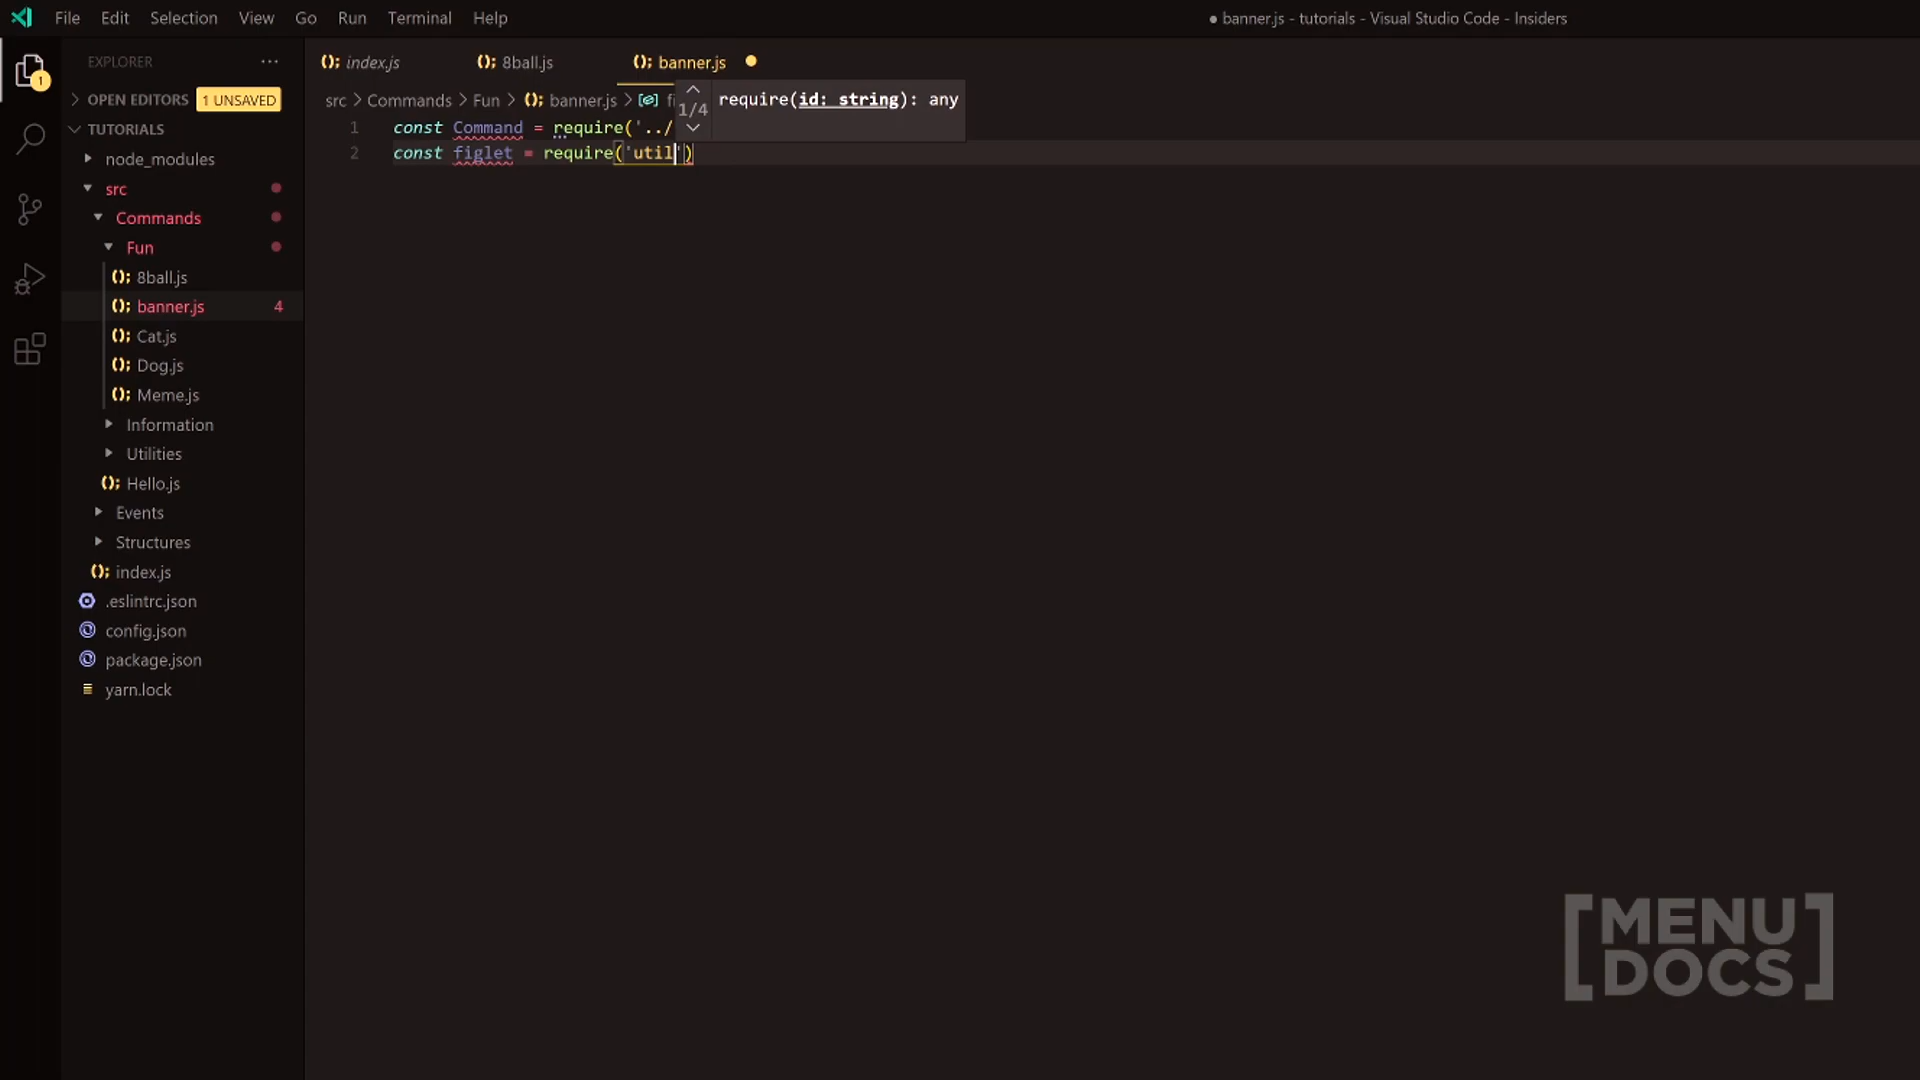 File Edit Selection View Go Run Terminal Help
● banner.js - tutorials - Visual Studio Code - Insiders
1
EXPLORER ···
OPEN EDITORS 1 UNSAVED
TUTORIALS
node_modules
src
Commands
Fun
8ball.js
banner.js 4
Cat.js
Dog.js
Meme.js
Information
Utilities
Hello.js
Events
Structures
index.js
.eslintrc.json
config.json
package.json
yarn.lock
index.js 8ball.js banner.js
src > Commands > Fun > banner.js >
1/4 require(id: string): any
1 const Command = require('../
2 const figlet = require('util')
[MENU
DOCS]